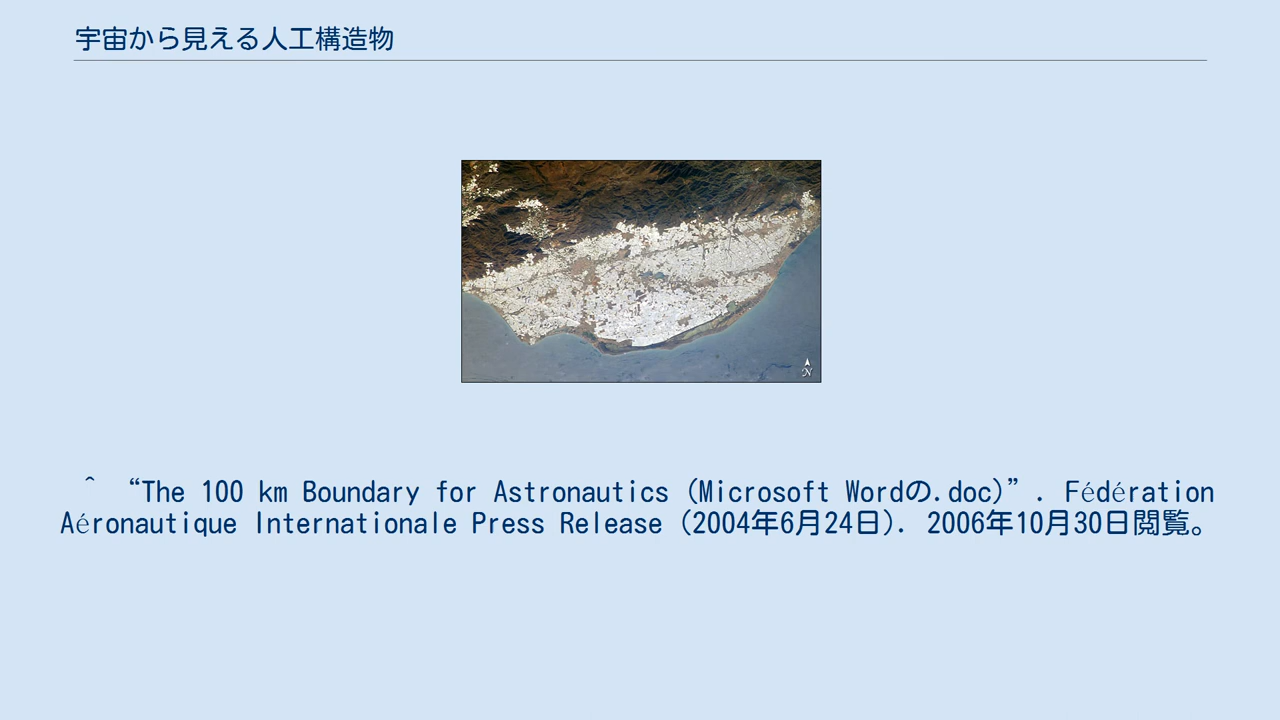 宇宙から見える人工構造物
N
^ “The 100 km Boundary for Astronautics (Microsoft Wordの.doc)”. Fédération
Aéronautique Internationale Press Release (2004年6月24日). 2006年10月30日閲覧。